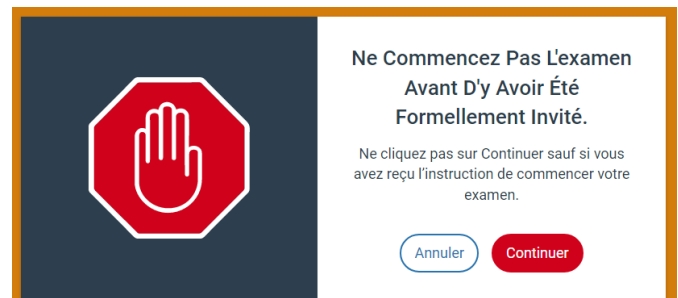 Ne Commencez Pas L'examen
Avant D'y Avoir Été
Formellement Invité.
Ne cliquez pas sur Continuer sauf si vous
avez reçu l’instruction de commencer votre
examen.
Annuler
Continuer